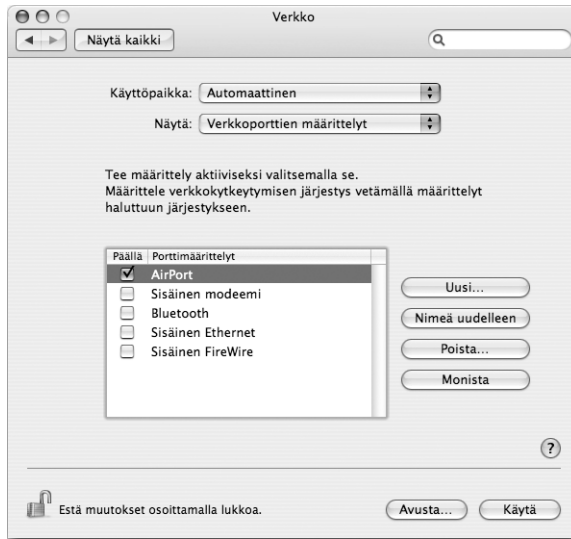 Verkko
Näytä kaikki
Käyttöpaikka: Automaattinen
Näytä: Verkkoporttien määrittelyt
Tee määrittely aktiiviseksi valitsemalla se.
Määrittele verkkokytkeytymisen järjestys vetämällä määrittelyt
haluttuun järjestykseen.
Päällä Porttimäärittelyt
AirPort
Sisäinen modeemi
Bluetooth
Sisäinen Ethernet
Sisäinen FireWire
Uusi...
Nimeä uudelleen
Poista...
Monista
?
Estä muutokset osoittamalla lukkoa.
Avusta... Käytä